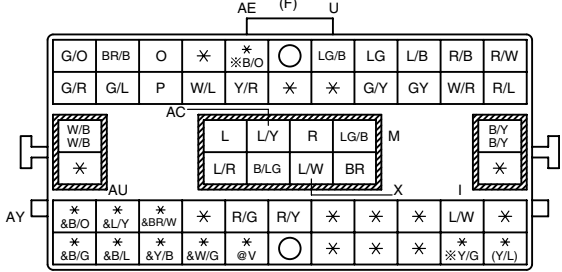 AE (F) U
G/O BR/B O * * ※B/O ◯ LG/B LG L/B R/B R/W
G/R G/L P W/L Y/R * * G/Y GY W/R R/L
AC
W/B W/B
*
L L/Y R LG/B
L/R B/LG L/W BR
M
B/Y B/Y
*
AU X I
AY
* &B/O * &L/Y * &BR/W * R/G R/Y * * * L/W *
* &B/G * &B/L * &Y/B * &W/G * @V ◯ * * * * ※Y/G * (Y/L)